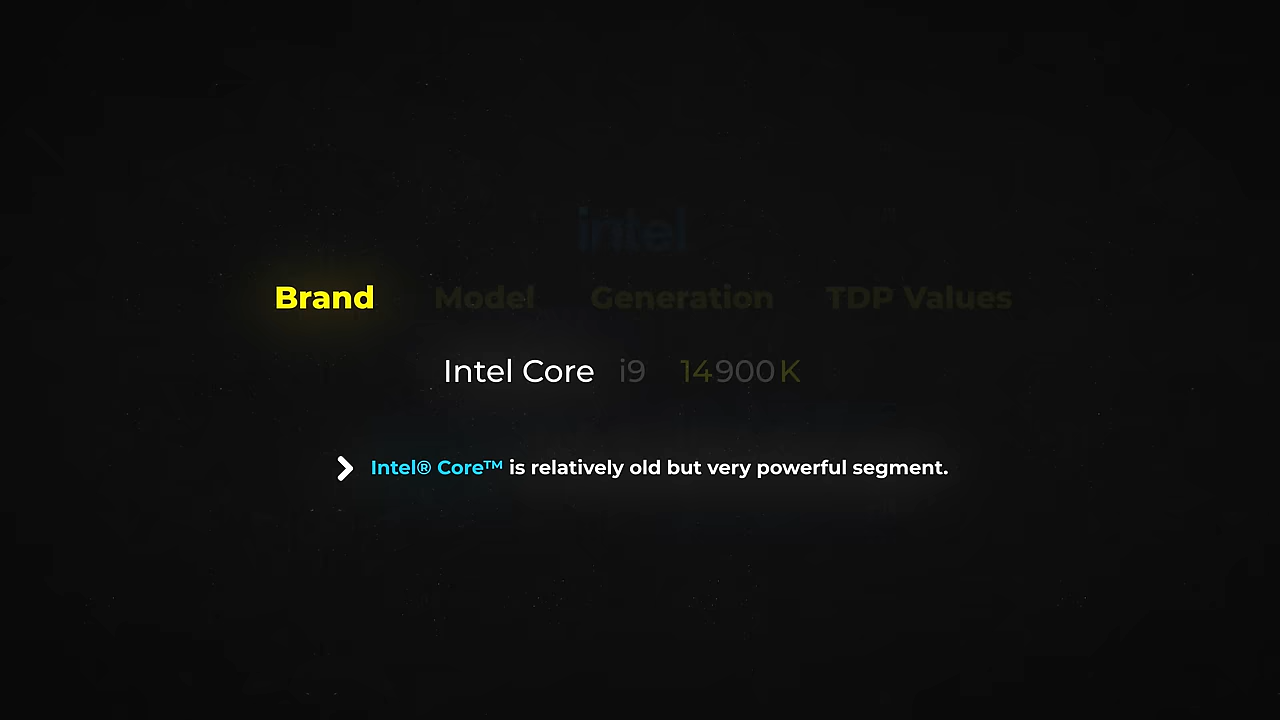 intel
Brand Model Generation TDP Values
Intel Core i9 14900K
Intel® Core™ is relatively old but very powerful segment.